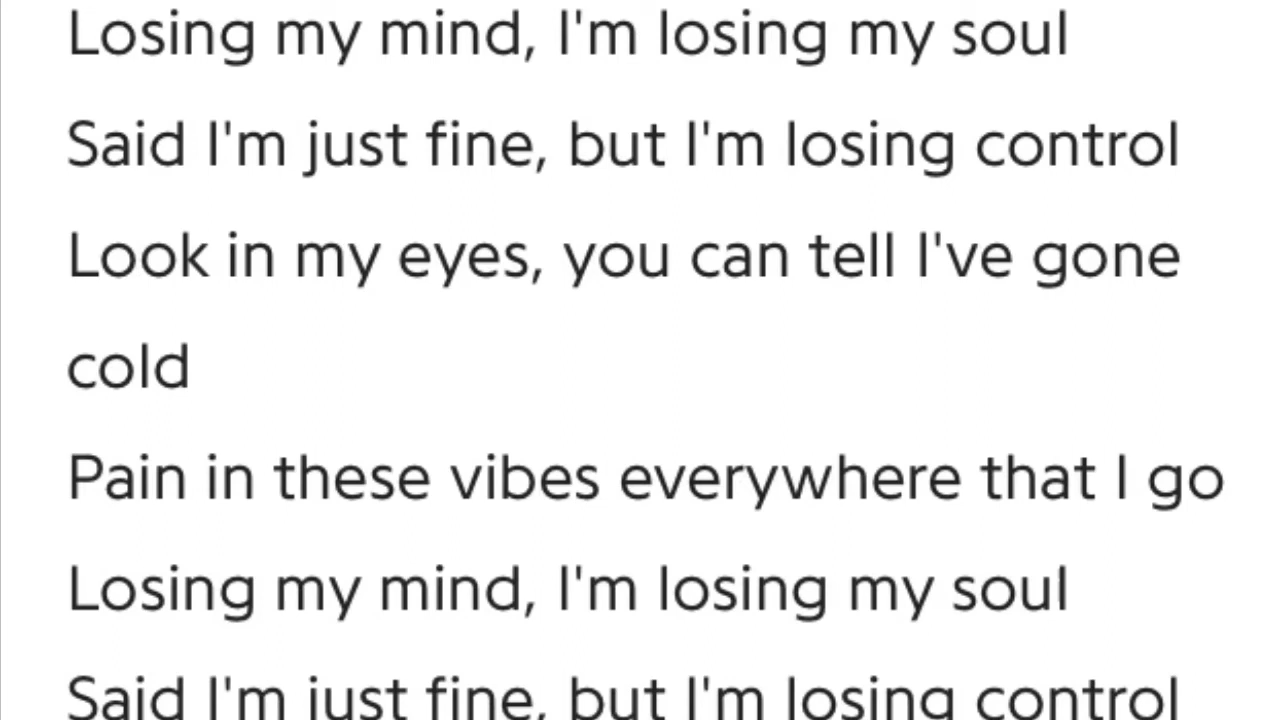 Losing my mind, I'm losing my soul
Said I'm just fine, but I'm losing control
Look in my eyes, you can tell I've gone
cold
Pain in these vibes everywhere that I go
Losing my mind, I'm losing my soul
Said I'm just fine, but I'm losing control